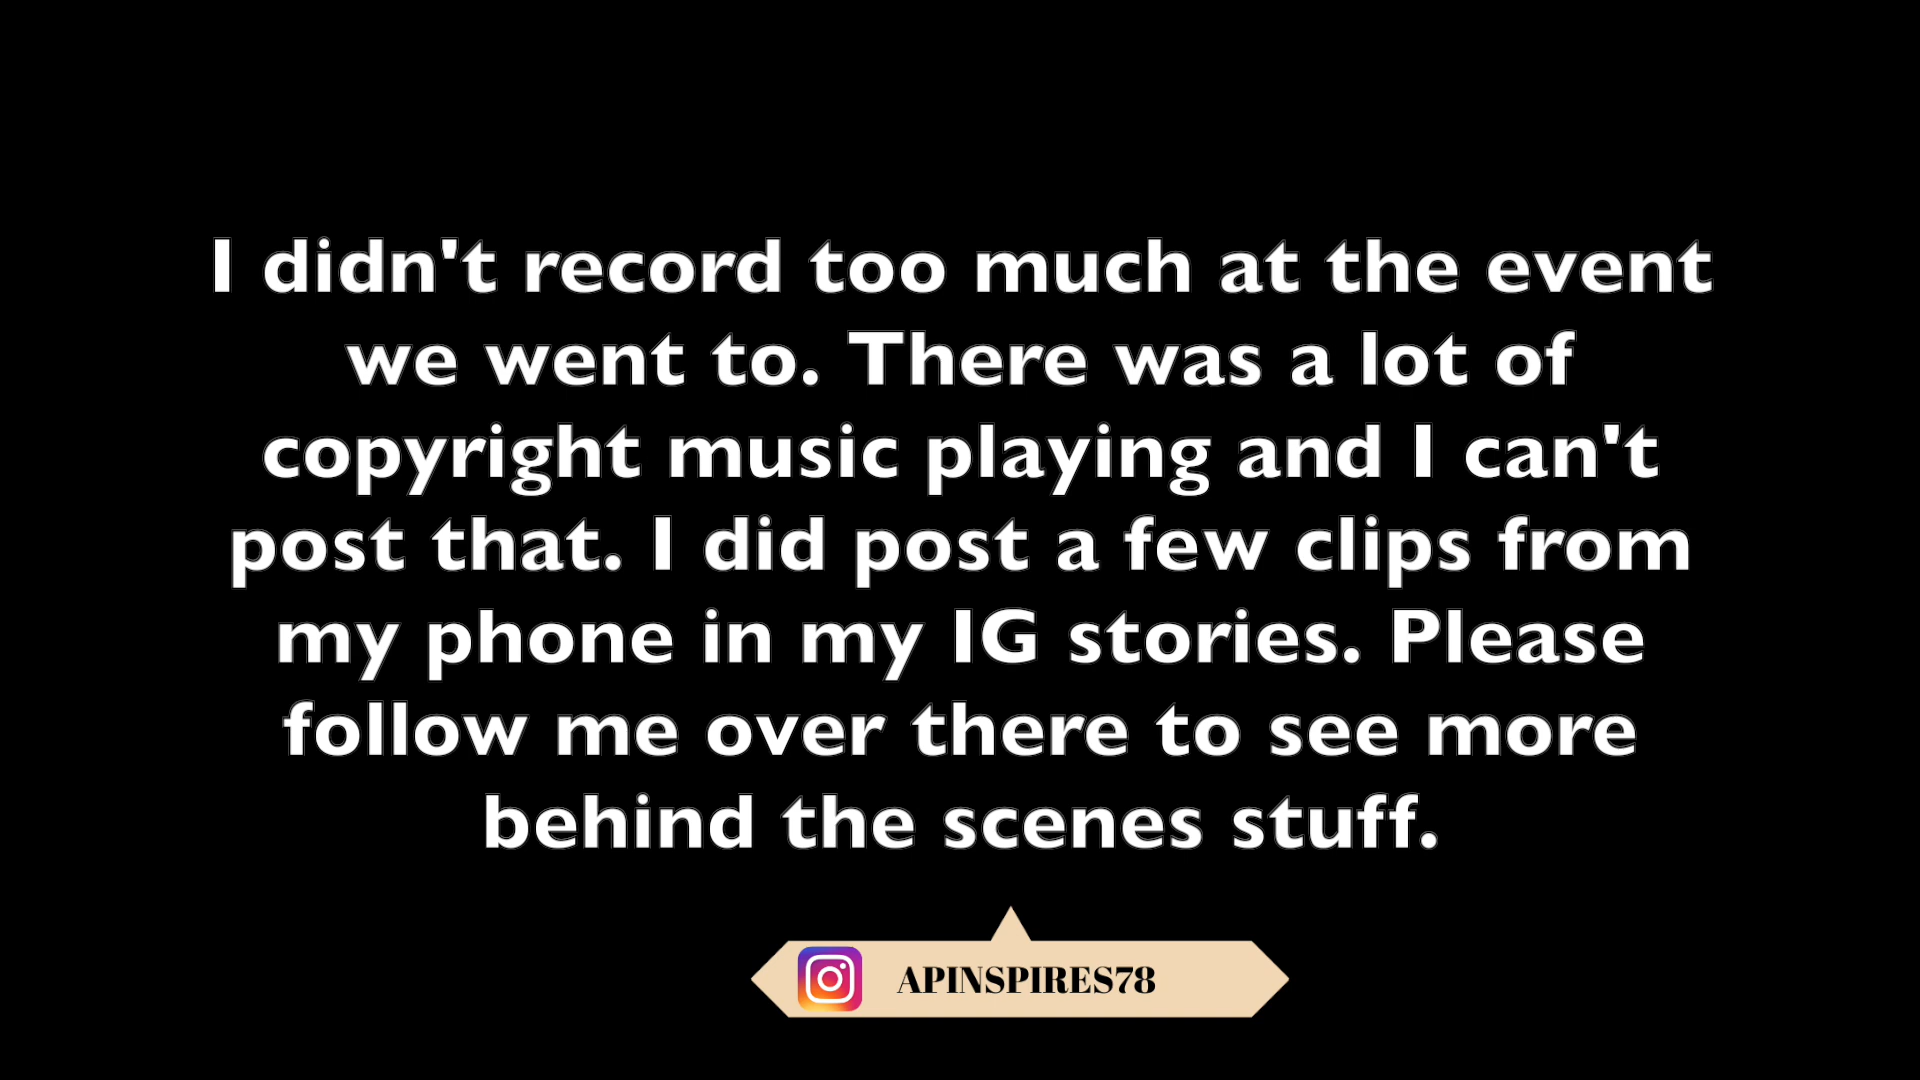 I didn't record too much at the event
we went to. There was a lot of
copyright music playing and I can't
post that. I did post a few clips from
my phone in my IG stories. Please
follow me over there to see more
behind the scenes stuff.
APINSPIRES78